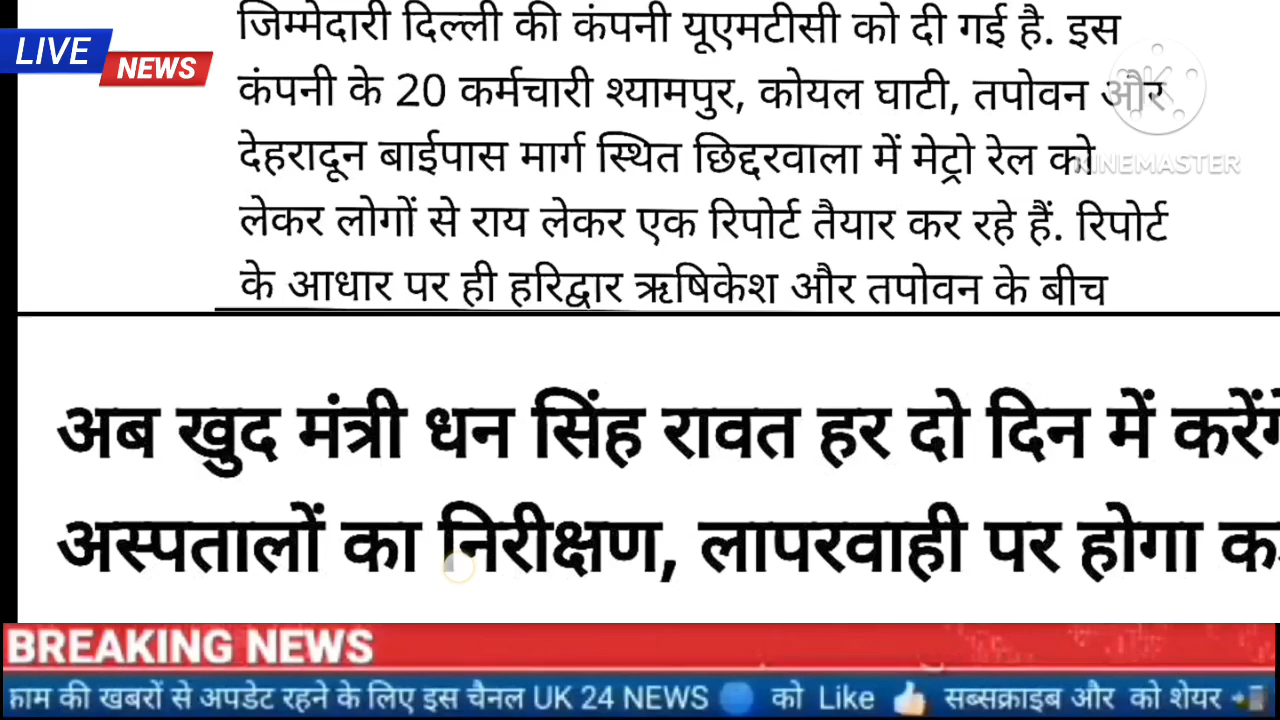 जिम्मेदारी दिल्ली की कंपनी यूएमटीसी को दी गई है. इस
LIVE
NEWS
कंपनी के 20 कर्मचारी श्यामपुर, कोयल घाटी, तपोवन और
देहरादून बाईपास मार्ग स्थित छिद्दरवाला में मेट्रो रेल को
KINEMASTER
लेकर लोगों से राय लेकर एक रिपोर्ट तैयार कर रहे हैं. रिपोर्ट
के आधार पर ही हरिद्वार ऋषिकेश और तपोवन के बीच
अब खुद मंत्री धन सिंह रावत हर दो दिन में करेंगे
अस्पतालों का निरीक्षण, लापरवाही पर होगा
BREAKING NEWS
की खबरों से अपडेट रहने के लिए इस चैनल UK 24 NEWS को Like सब्सक्राइब और को शेयर